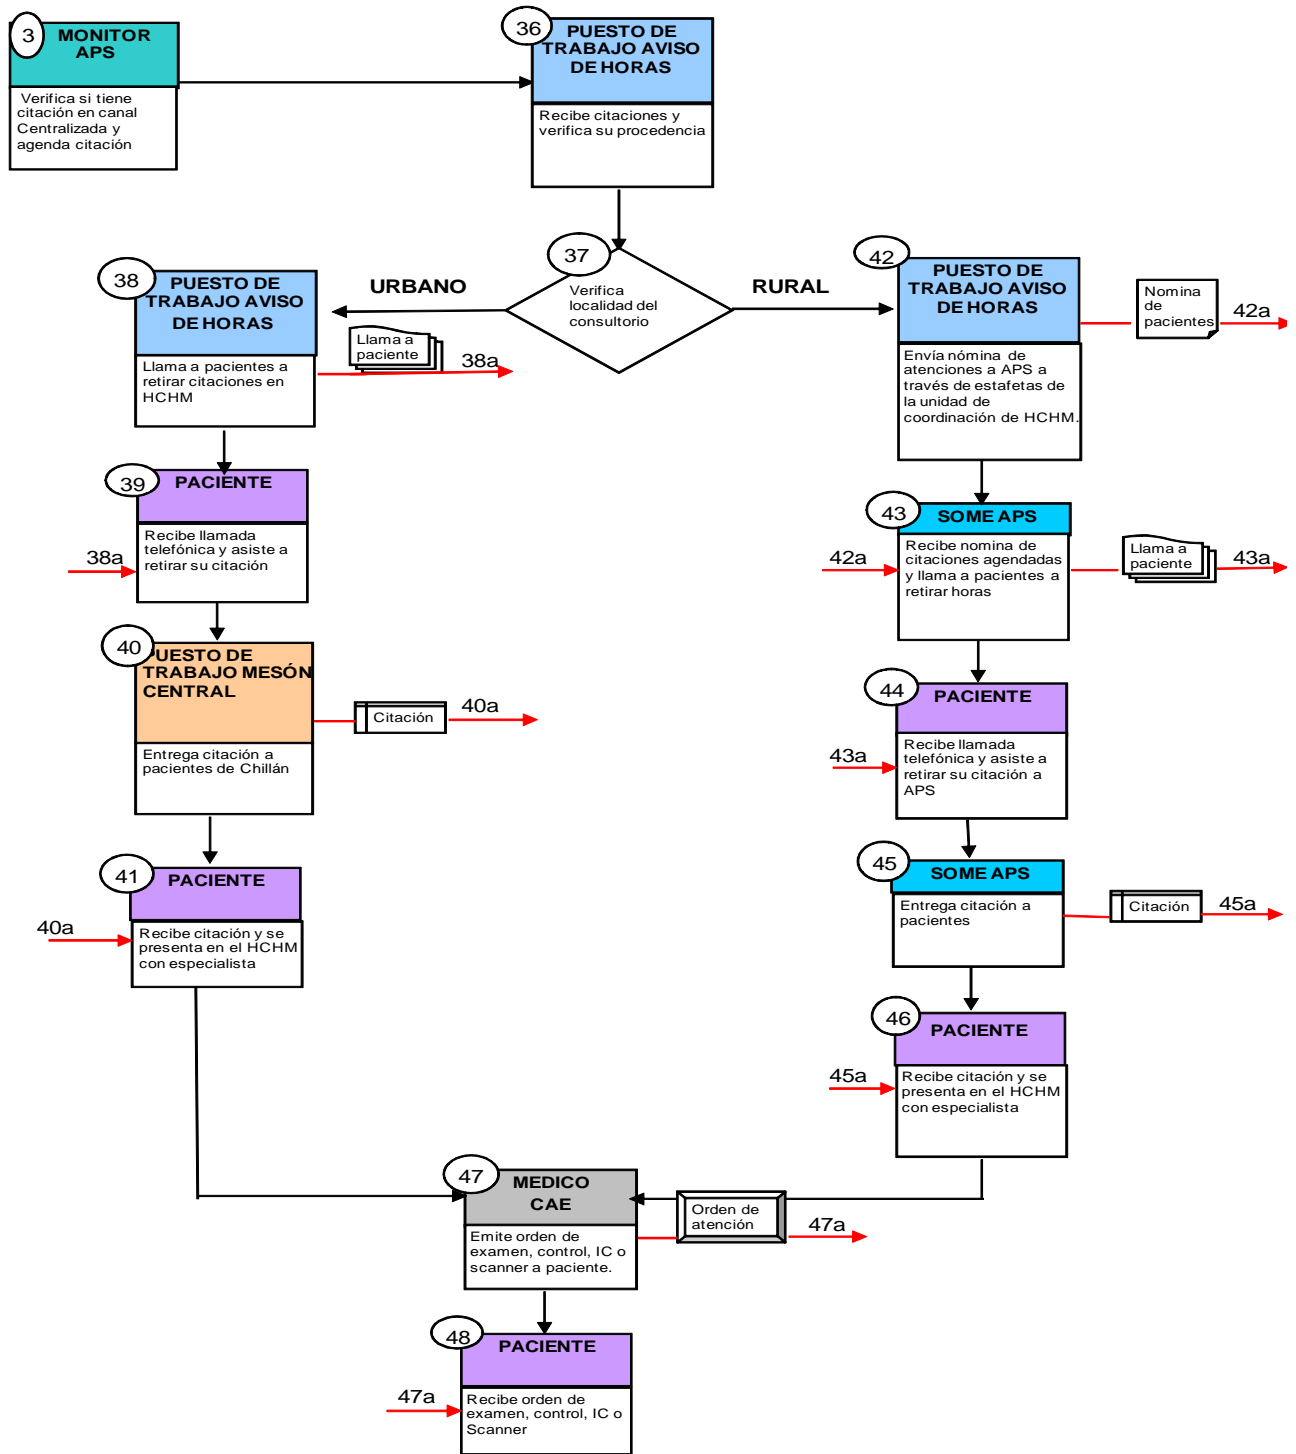 3
MONITOR
APS
Verifica si tiene
citación en canal
Centralizada y
agenda citación
36
PUESTO DE
TRABAJO AVISO
DE HORAS
Recibe citaciones y
verifica su procedencia
37
Verifica
localidad del
consultorio
URBANO
RURAL
38
PUESTO DE
TRABAJO AVISO
DE HORAS
Llama a pacientes a
retirar citaciones en
HCHM
Llama a
paciente
38a
39
PACIENTE
Recibe llamada
telefónica y asiste a
retirar su citación
38a
40
PUESTO DE
TRABAJO MESÓN
CENTRAL
Entrega citación a
pacientes de Chillán
Citación
40a
41
PACIENTE
Recibe citación y se
presenta en el HCHM
con especialista
40a
42
PUESTO DE
TRABAJO AVISO
DE HORAS
Envía nómina de
atenciones a APS a
través de estafetas de
la unidad de
coordinación de HCHM.
Nomina
de
pacientes
42a
43
SOME APS
Recibe nomina de
citaciones agendadas
y llama a pacientes a
retirar horas
42a
Llama a
paciente
43a
44
PACIENTE
Recibe llamada
telefónica y asiste a
retirar su citación a
APS
43a
45
SOME APS
Entrega citación a
pacientes
Citación
45a
46
PACIENTE
Recibe citación y se
presenta en el HCHM
con especialista
45a
47
MEDICO
CAE
Emite orden de
examen, control, IC o
scanner a paciente.
Orden de
atención
47a
48
PACIENTE
Recibe orden de
examen, control, IC o
Scanner
47a